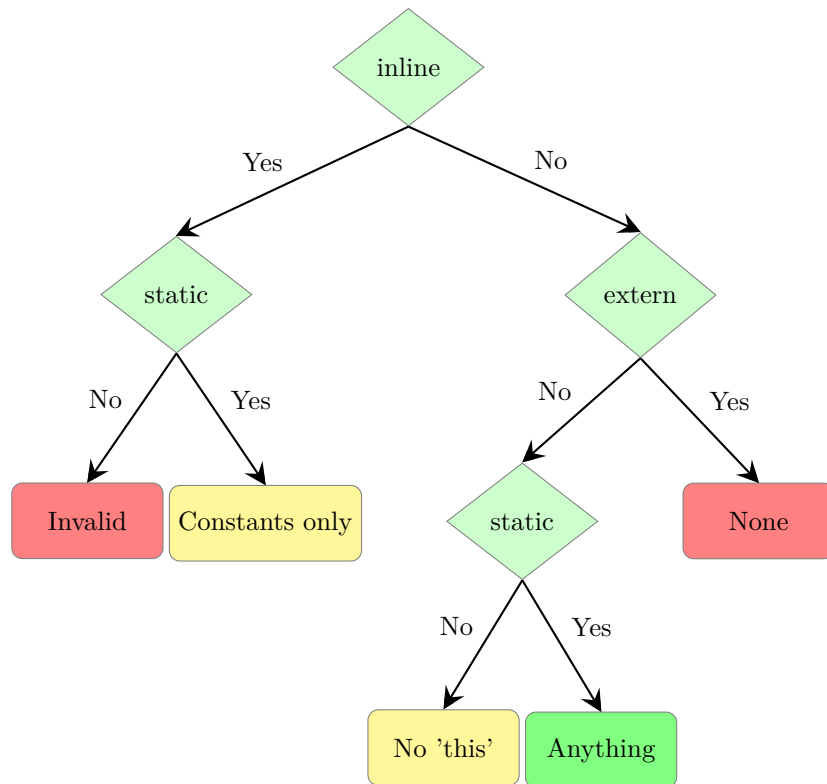 inline
Yes
No
static
extern
No
Yes
No
Yes
Invalid
Constants only
static
None
No
Yes
No 'this'
Anything